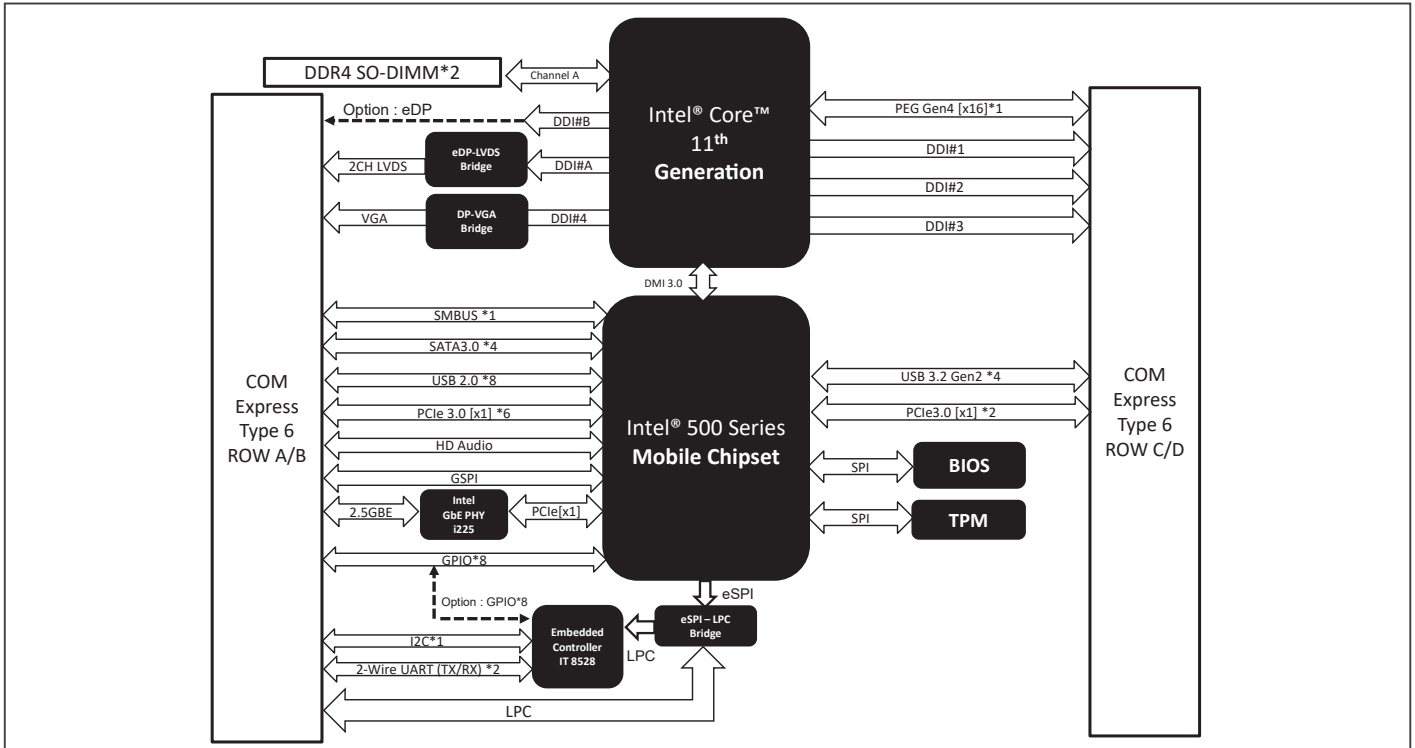 DDR4 SO-DIMM*2
Channel A
Intel® Core™
11th
Generation
Option : eDP
DDI#B
eDP-LVDS
Bridge
2CH LVDS
DDI#A
DP-VGA
Bridge
VGA
DDI#4
PEG Gen4 [x16]*1
DDI#1
DDI#2
DDI#3
DMI 3.0
COM
Express
Type 6
ROW A/B
SMBUS *1
SATA3.0 *4
USB 2.0 *8
PCIe 3.0 [x1] *6
HD Audio
GSPI
2.5GBE
Intel
GbE PHY
i225
PCIe[x1]
GPIO*8
Option : GPIO*8
Intel® 500 Series
Mobile Chipset
USB 3.2 Gen2 *4
PCIe3.0 [x1] *2
SPI
BIOS
SPI
TPM
COM
Express
Type 6
ROW C/D
eSPI
eSPI – LPC
Bridge
LPC
Embedded
Controller
IT 8528
I2C*1
2-Wire UART (TX/RX) *2
LPC